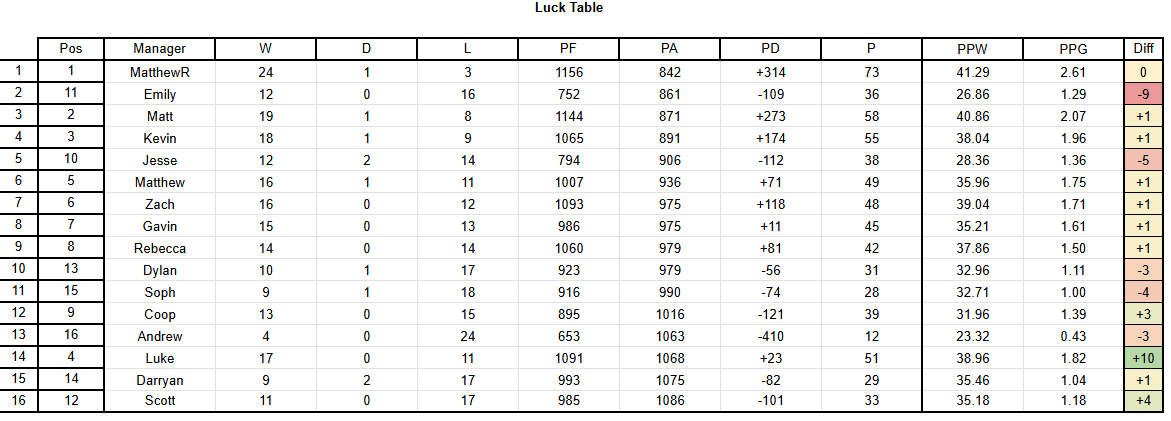 Luck Table
Pos Manager W D L PF PA PD P PPW PPG Diff
1 1 MatthewR 24 1 3 1156 842 +314 73 41.29 2.61 0
2 11 Emily 12 0 16 752 861 -109 36 26.86 1.29 -9
3 2 Matt 19 1 8 1144 871 +273 58 40.86 2.07 +1
4 3 Kevin 18 1 9 1065 891 +174 55 38.04 1.96 +1
5 10 Jesse 12 2 14 794 906 -112 38 28.36 1.36 -5
6 5 Matthew 16 1 11 1007 936 +71 49 35.96 1.75 +1
7 6 Zach 16 0 12 1093 975 +118 48 39.04 1.71 +1
8 7 Gavin 15 0 13 986 975 +11 45 35.21 1.61 +1
9 8 Rebecca 14 0 14 1060 979 +81 42 37.86 1.50 +1
10 13 Dylan 10 1 17 923 979 -56 31 32.96 1.11 -3
11 15 Soph 9 1 18 916 990 -74 28 32.71 1.00 -4
12 9 Coop 13 0 15 895 1016 -121 39 31.96 1.39 +3
13 16 Andrew 4 0 24 653 1063 -410 12 23.32 0.43 -3
14 4 Luke 17 0 11 1091 1068 +23 51 38.96 1.82 +10
15 14 Darryan 9 2 17 993 1075 -82 29 35.46 1.04 +1
16 12 Scott 11 0 17 985 1086 -101 33 35.18 1.18 +4